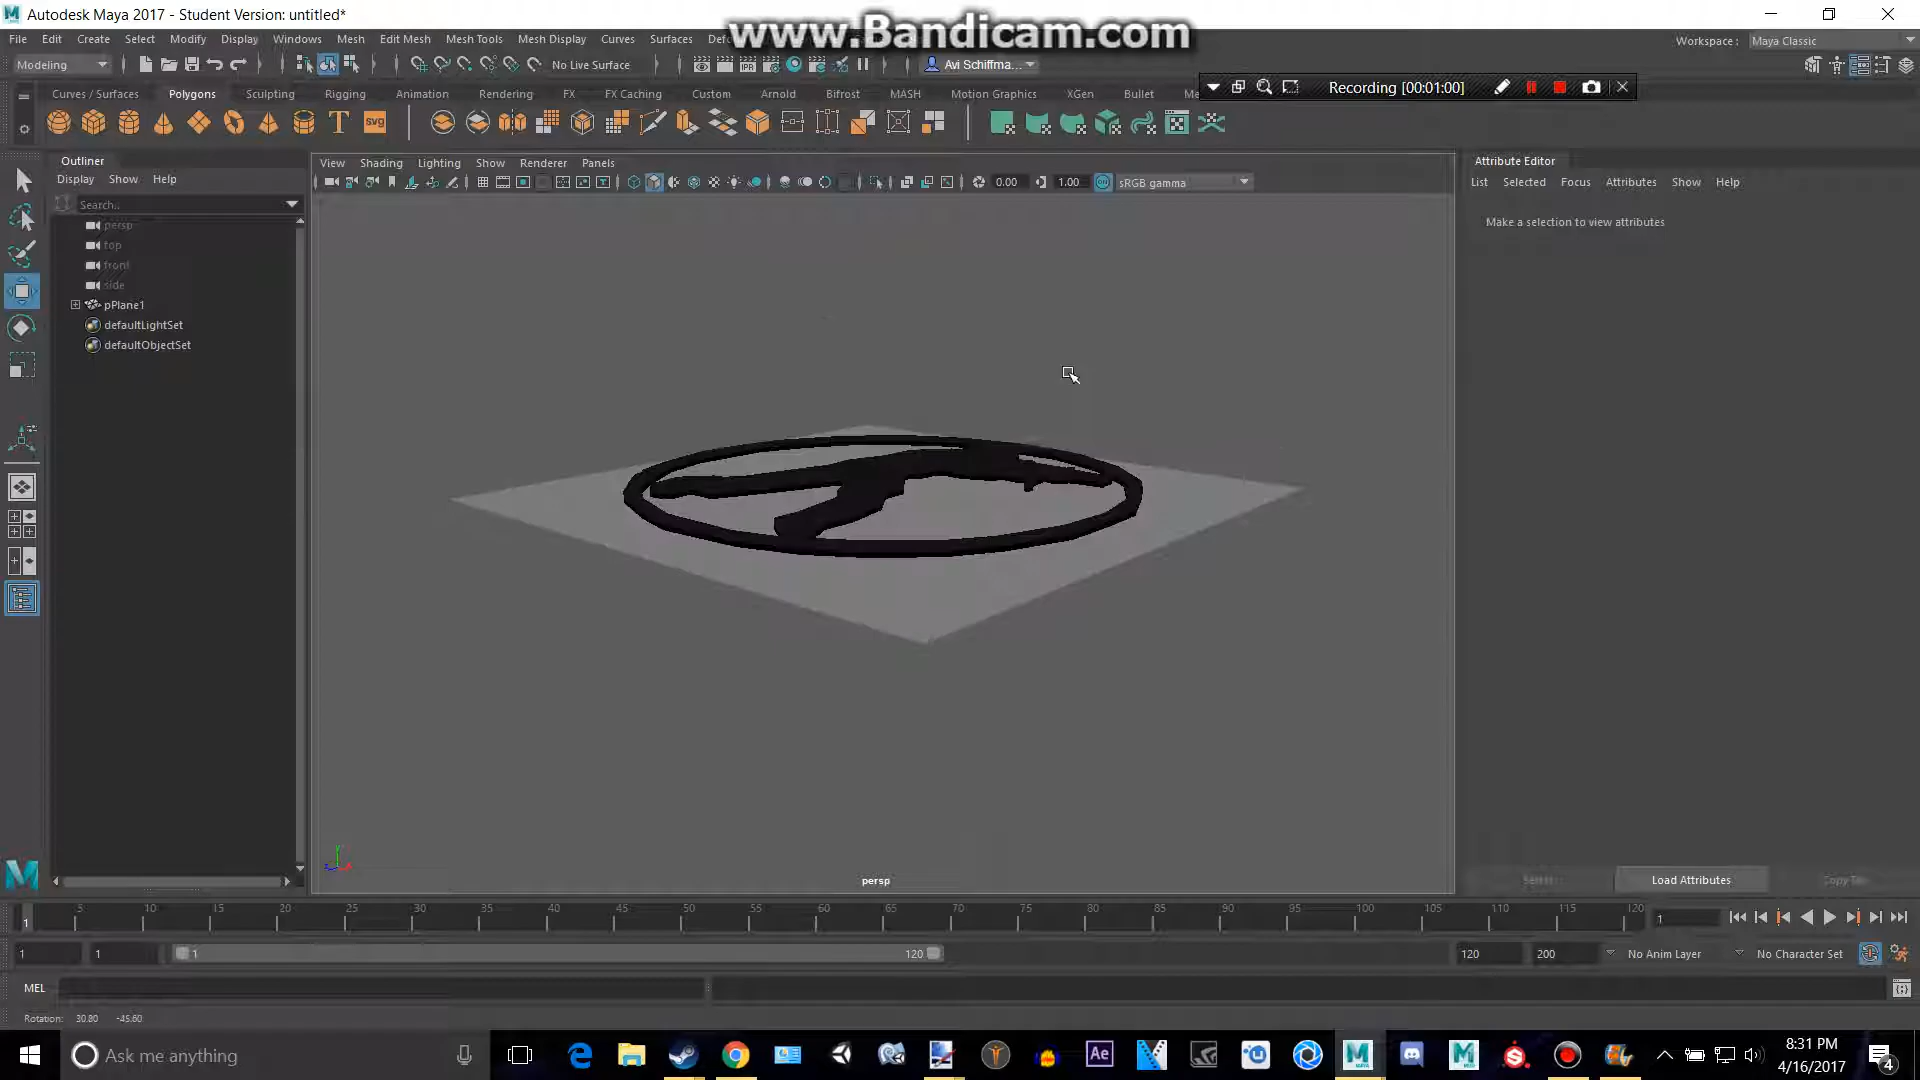 Autodesk Maya 2017 - Student Version: untitled*
www.Bandicam.com
File Edit Create Select Modify Display Windows Mesh Edit Mesh Mesh Tools Mesh Display Curves Surfaces
Workspace : Maya Classic
Modeling No Live Surface Avi Schiffma...
Recording [00:01:00]
Curves / Surfaces Polygons Sculpting Rigging Animation Rendering FX FX Caching Custom Arnold Bifrost MASH Motion Graphics XGen Bullet
T svg
Outliner
View Shading Lighting Show Renderer Panels
Attribute Editor
Display Show Help
0.00 1.00 sRGB gamma
List Selected Focus Attributes Show Help
Search..
persp
top
front
side
pPlane1
defaultLightSet
defaultObjectSet
Make a selection to view attributes
persp
Load Attributes
5 10 15 20 25 30 35 40 45 50 55 60 65 70 75 80 85 90 95 100 105 110 115 120
1 1
1 1 1 120 120 200 No Anim Layer No Character Set
MEL
Rotation: 30.80 -45.60
Ask me anything
Ae
8:31 PM
4/16/2017
4